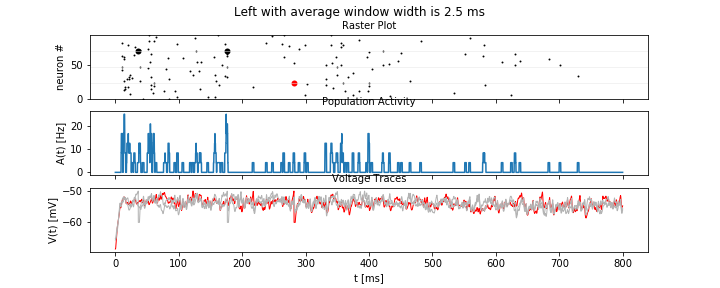 Left with average window width is 2.5 ms
Raster Plot
neuron #
50
0
Population Activity
A(t) [Hz]
20
10
0
Voltage Traces
V(t) [mV]
−50
−60
0 100 200 300 400 500 600 700 800
t [ms]